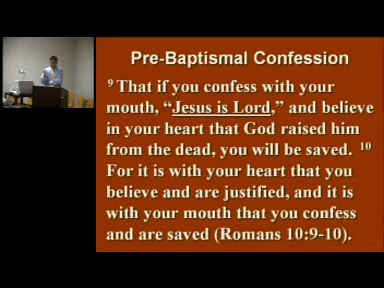 Pre-Baptismal Confession
9 That if you confess with your
mouth, “Jesus is Lord,” and believe
in your heart that God raised him
from the dead, you will be saved. 10
For it is with your heart that you
believe and are justified, and it is
with your mouth that you confess
and are saved (Romans 10:9-10).